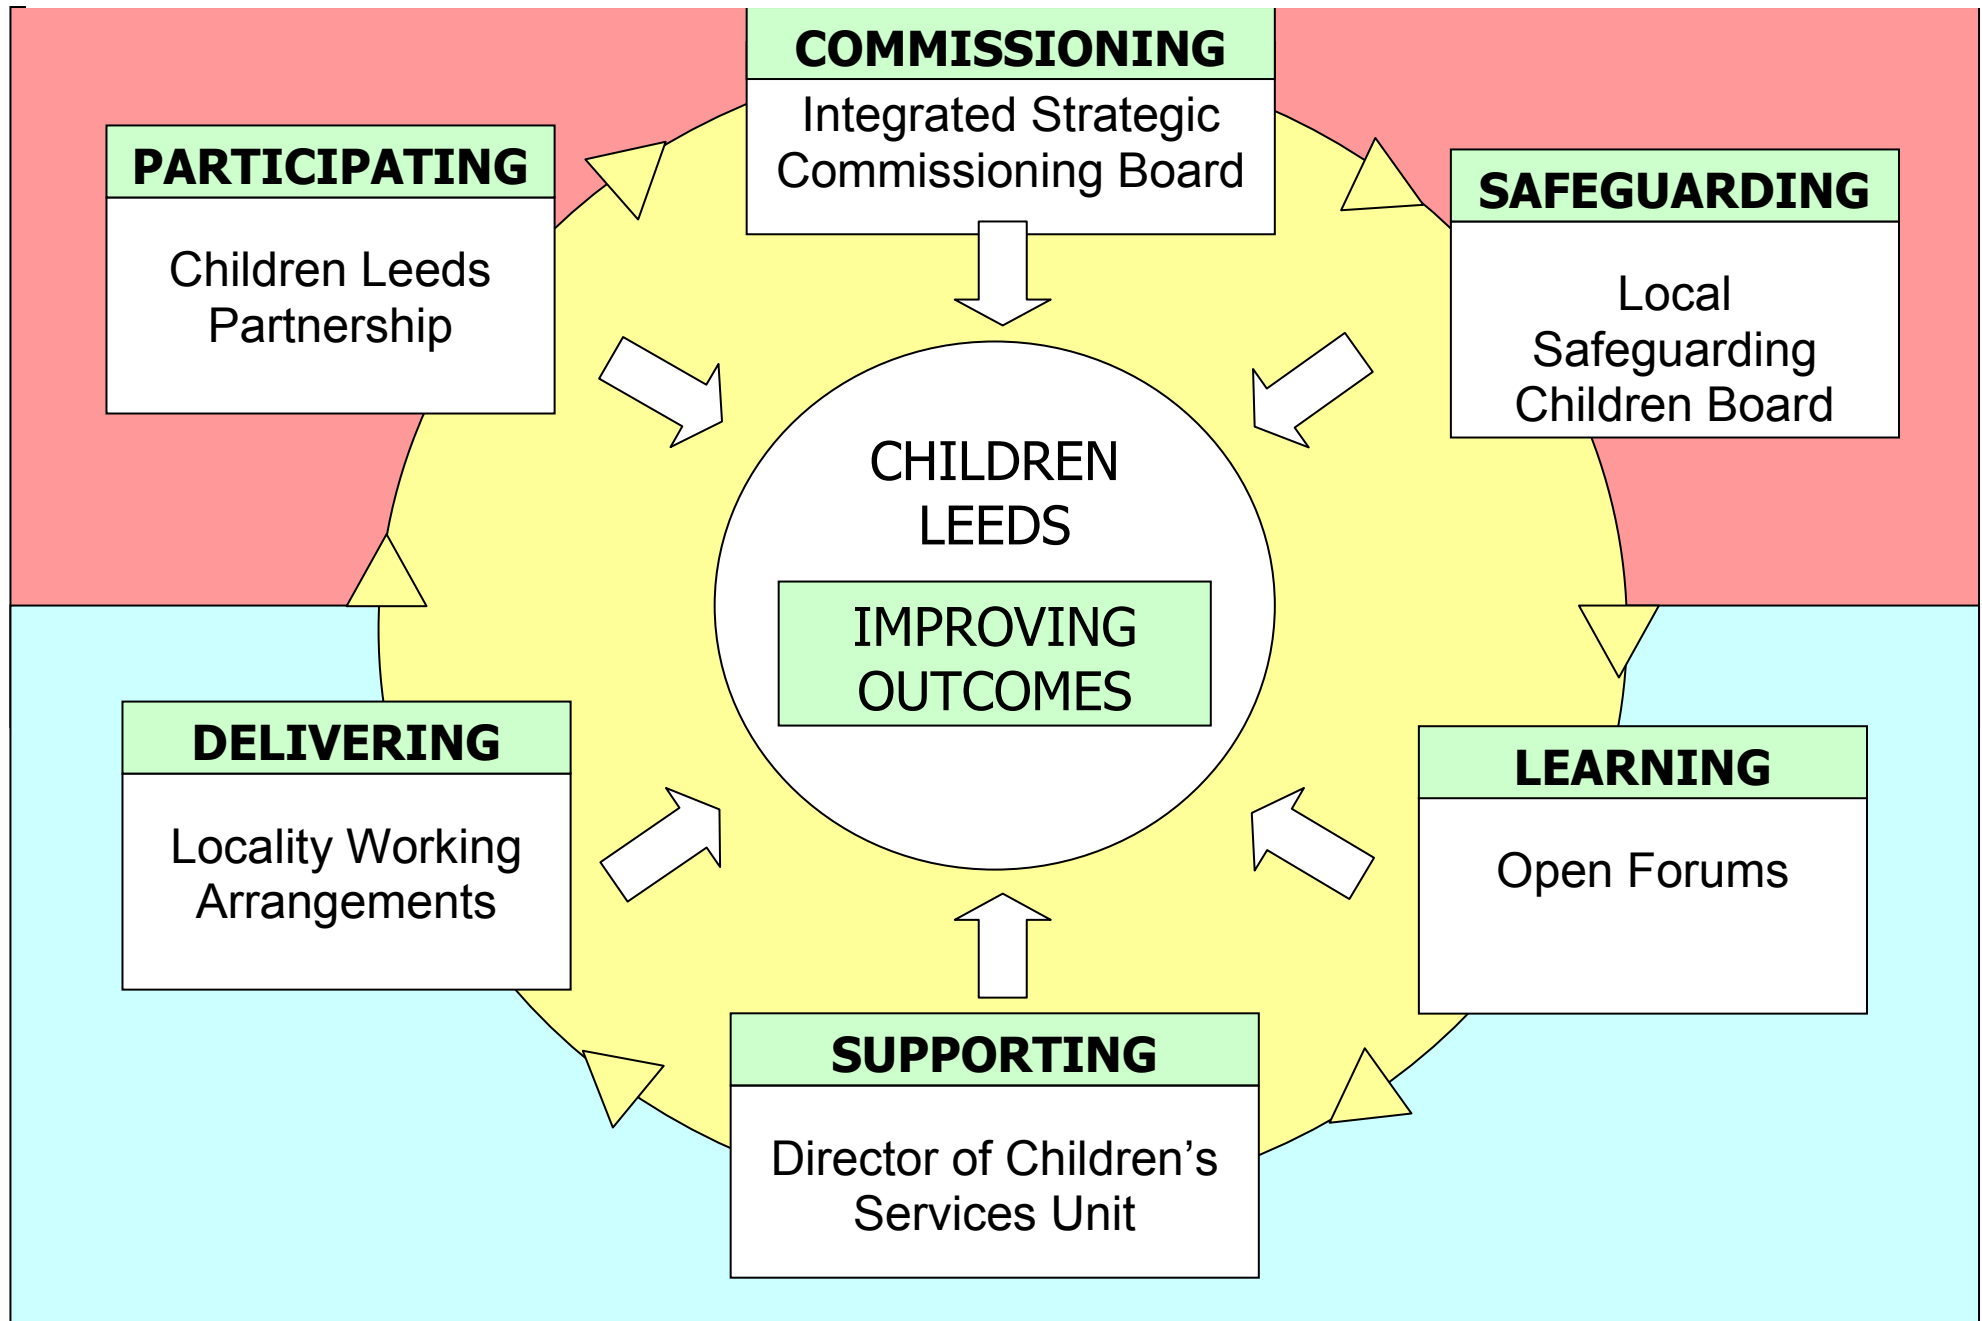 COMMISSIONING
Integrated Strategic
Commissioning Board
PARTICIPATING
Children Leeds
Partnership
SAFEGUARDING
Local
Safeguarding
Children Board
CHILDREN
LEEDS
IMPROVING
OUTCOMES
DELIVERING
Locality Working
Arrangements
LEARNING
Open Forums
SUPPORTING
Director of Children’s
Services Unit